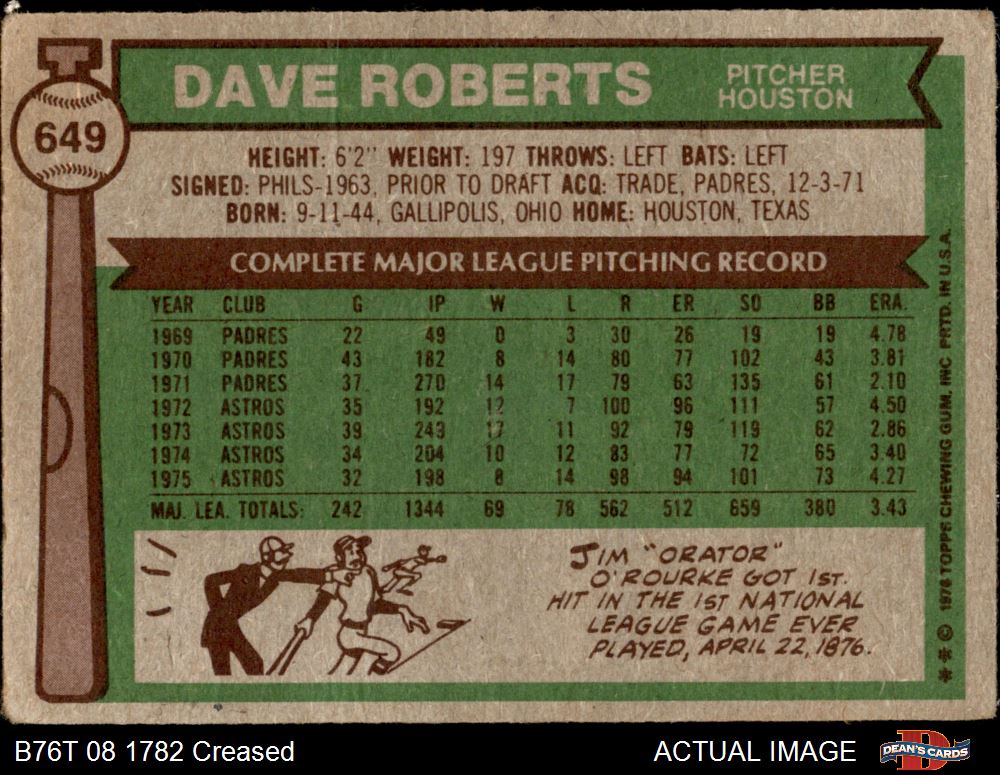 649
DAVE ROBERTS
PITCHER
HOUSTON
HEIGHT: 6'2" WEIGHT: 197 THROWS: LEFT BATS: LEFT
SIGNED: PHILS-1963, PRIOR TO DRAFT ACQ: TRADE, PADRES, 12-3-71
BORN: 9-11-44, GALLIPOLIS, OHIO HOME: HOUSTON, TEXAS
COMPLETE MAJOR LEAGUE PITCHING RECORD
YEAR CLUB G IP W L R ER SO BB ERA.
1969 PADRES 22 49 0 3 30 26 19 19 4.78
1970 PADRES 43 182 8 14 80 77 102 43 3.81
1971 PADRES 37 270 14 17 79 63 135 61 2.10
1972 ASTROS 35 192 12 7 100 96 111 57 4.50
1973 ASTROS 39 243 17 11 92 79 119 62 2.86
1974 ASTROS 34 204 10 12 83 77 72 65 3.40
1975 ASTROS 32 198 8 14 98 94 101 73 4.27
MAJ. LEA. TOTALS: 242 1344 69 78 562 512 659 380 3.43
JIM "ORATOR"
O'ROURKE GOT 1ST.
HIT IN THE 1ST NATIONAL
LEAGUE GAME EVER
PLAYED, APRIL 22, 1876.
* * © 1976 TOPPS CHEWING GUM, INC PRTD. IN U.S.A.
B76T 08 1782 Creased
ACTUAL IMAGE
DEAN'S CARDS